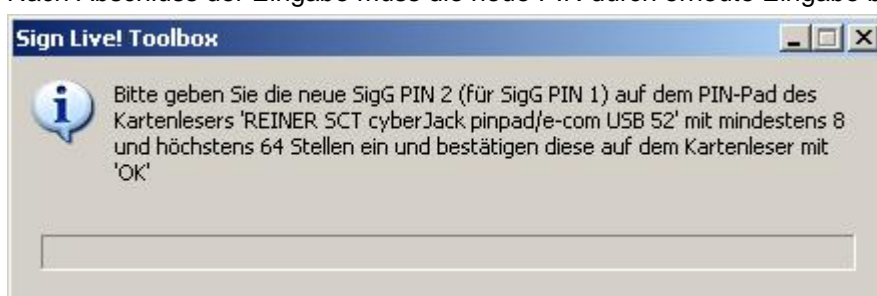 Sign Live! Toolbox
Bitte geben Sie die neue SigG PIN 2 (für SigG PIN 1) auf dem PIN-Pad des
Kartenlesers 'REINER SCT cyberJack pinpad/e-com USB 52' mit mindestens 8
und höchstens 64 Stellen ein und bestätigen diese auf dem Kartenleser mit
'OK'